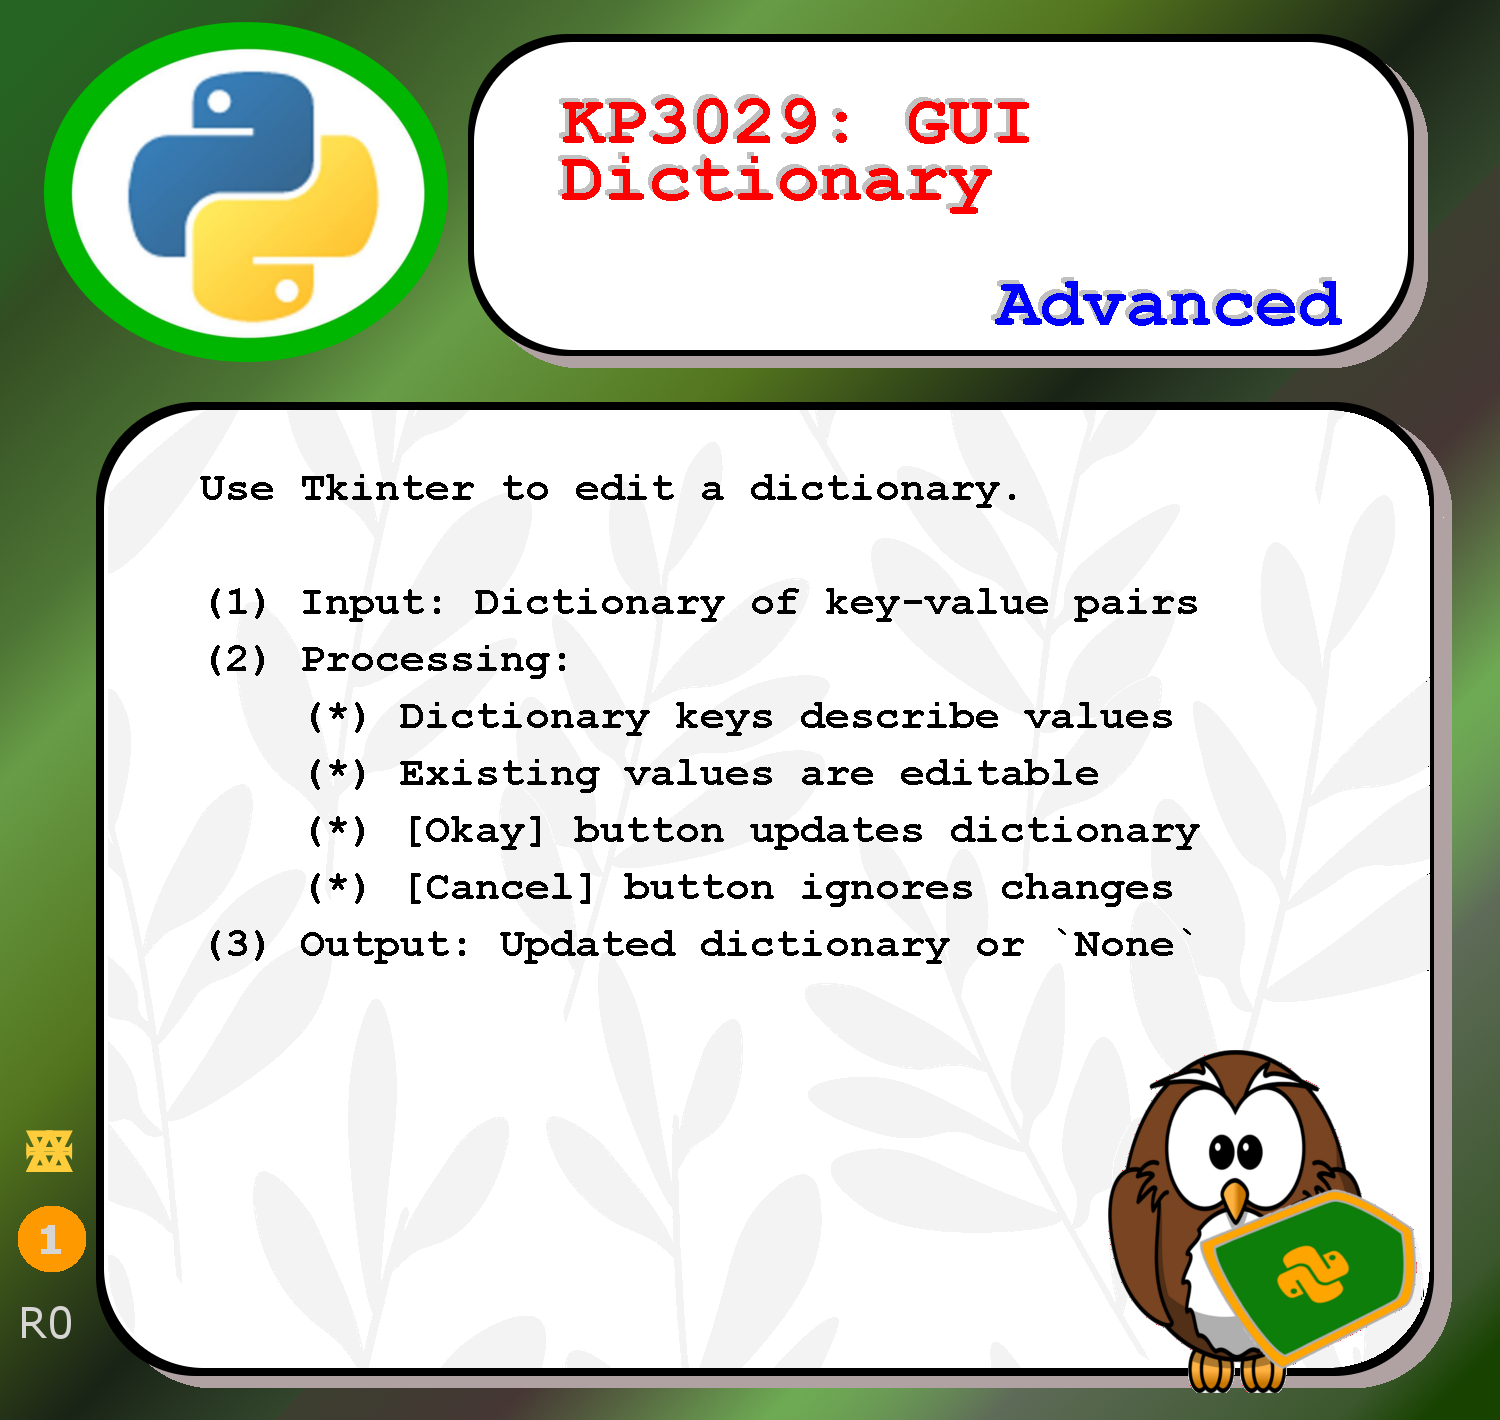 KP3029: GUI
Dictionary
Advanced
Use Tkinter to edit a dictionary.
(1) Input: Dictionary of key-value pairs
(2) Processing:
(*) Dictionary keys describe values
(*) Existing values are editable
(*) [Okay] button updates dictionary
(*) [Cancel] button ignores changes
(3) Output: Updated dictionary or `None`
1
R0